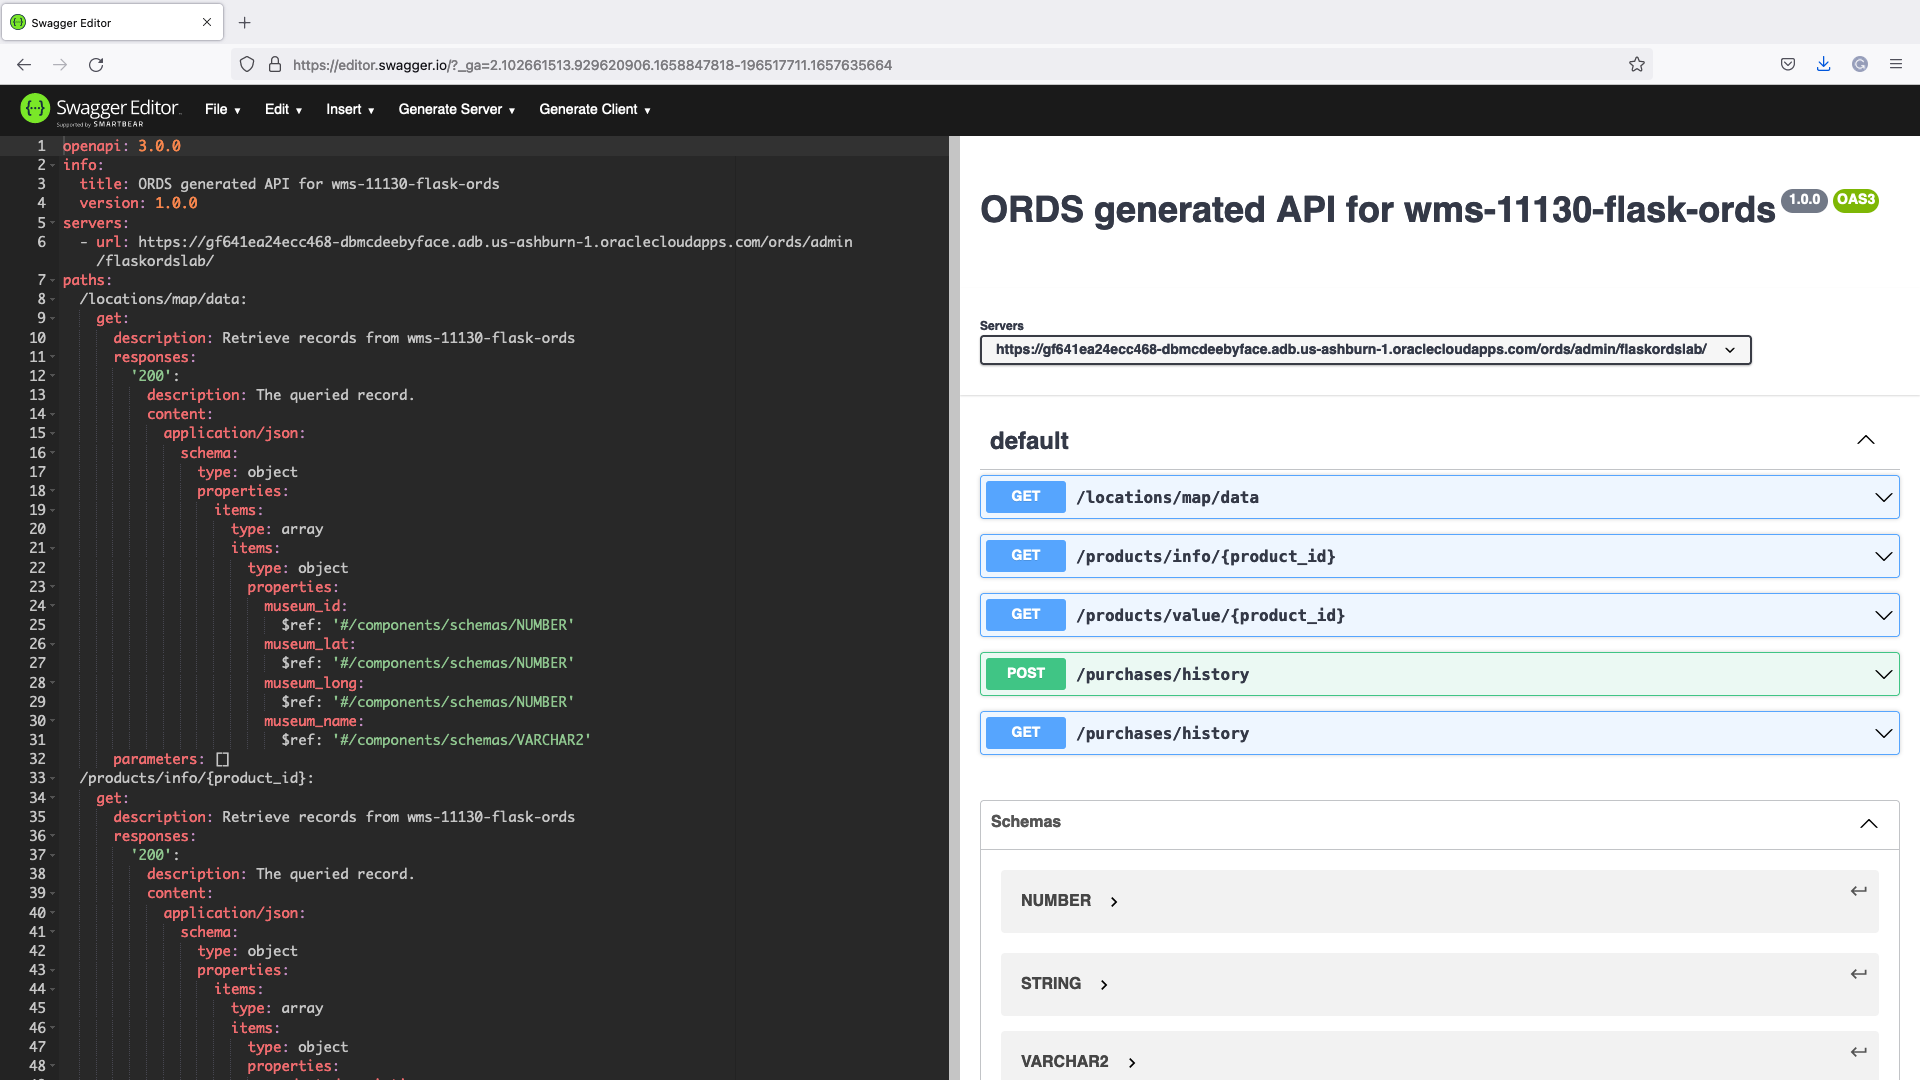 Swagger Editor
https://editor.swagger.io/?_ga=2.102661513.929620906.1658847818-196517711.1657635664
Swagger Editor
Supported by SMARTBEAR
File
Edit
Insert
Generate Server
Generate Client
1 openapi: 3.0.0
2 info:
3 title: ORDS generated API for wms-11130-flask-ords
4 version: 1.0.0
5 servers:
6 - url: https://gf641ea24ecc468-dbmcdeebyface.adb.us-ashburn-1.oraclecloudapps.com/ords/admin
/flaskordslab/
7 paths:
8 /locations/map/data:
9 get:
10 description: Retrieve records from wms-11130-flask-ords
11 responses:
12 '200':
13 description: The queried record.
14 content:
15 application/json:
16 schema:
17 type: object
18 properties:
19 items:
20 type: array
21 items:
22 type: object
23 properties:
24 museum_id:
25 $ref: '#/components/schemas/NUMBER'
26 museum_lat:
27 $ref: '#/components/schemas/NUMBER'
28 museum_long:
29 $ref: '#/components/schemas/NUMBER'
30 museum_name:
31 $ref: '#/components/schemas/VARCHAR2'
32 parameters: []
33 /products/info/{product_id}:
34 get:
35 description: Retrieve records from wms-11130-flask-ords
36 responses:
37 '200':
38 description: The queried record.
39 content:
40 application/json:
41 schema:
42 type: object
43 properties:
44 items:
45 type: array
46 items:
47 type: object
48 properties:
ORDS generated API for wms-11130-flask-ords 1.0.0 OAS3
Servers
https://gf641ea24ecc468-dbmcdeebyface.adb.us-ashburn-1.oraclecloudapps.com/ords/admin/flaskordslab/
default
GET /locations/map/data
GET /products/info/{product_id}
GET /products/value/{product_id}
POST /purchases/history
GET /purchases/history
Schemas
NUMBER
STRING
VARCHAR2